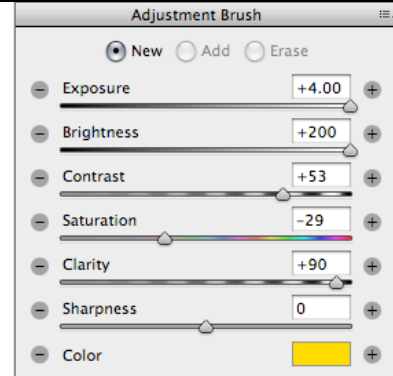 Adjustment Brush
New Add Erase
Exposure +4.00
Brightness +200
Contrast +53
Saturation -29
Clarity +90
Sharpness 0
Color